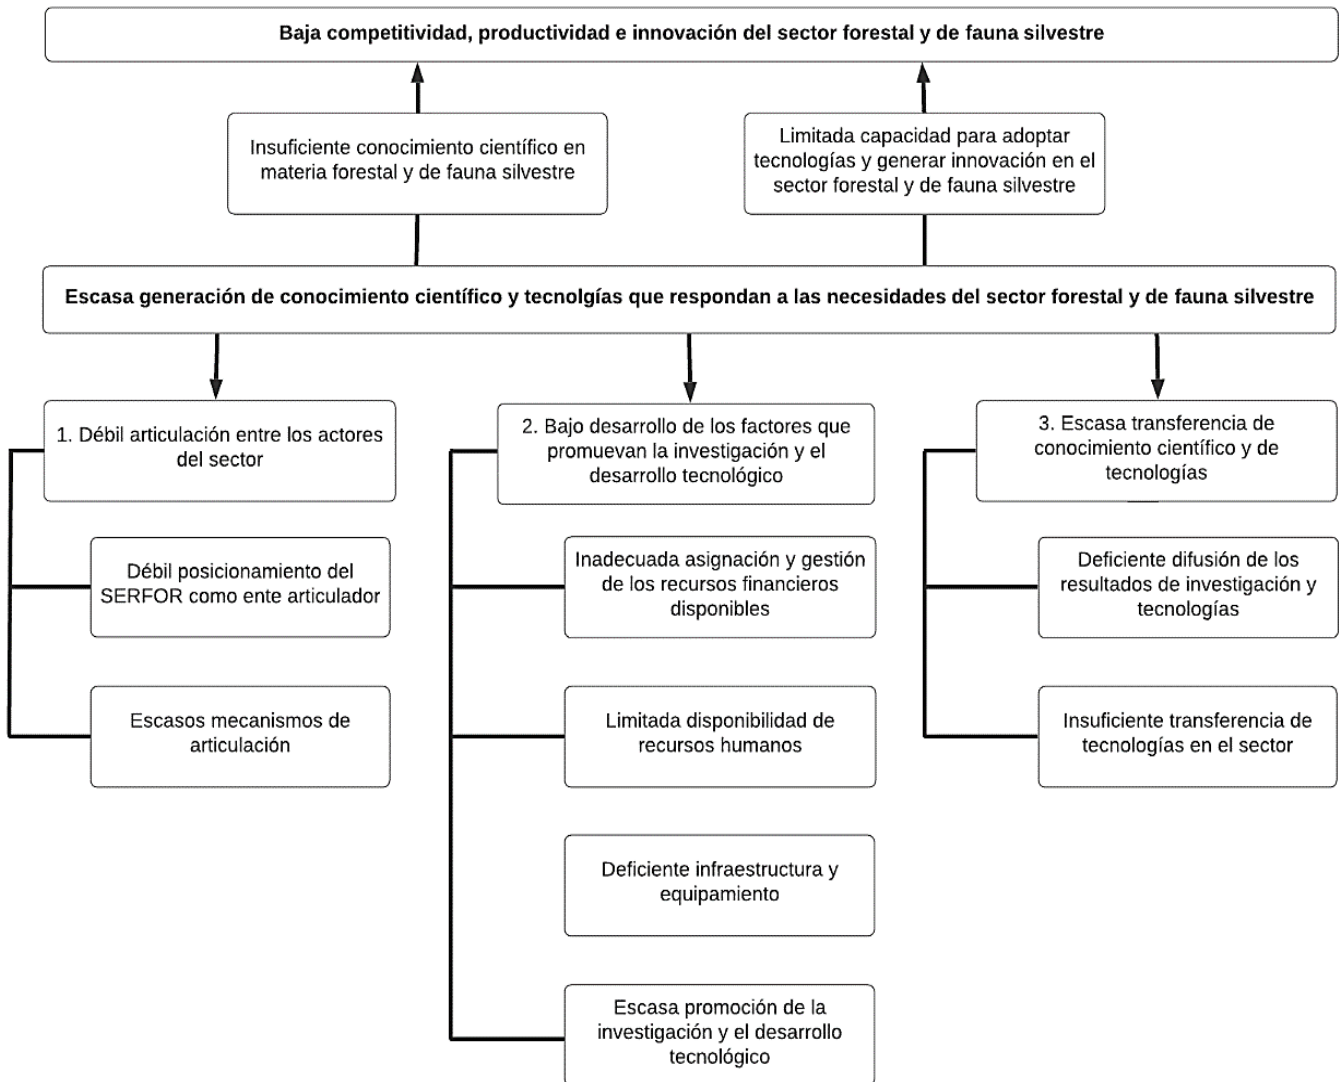 Baja competitividad, productividad e innovación del sector forestal y de fauna silvestre
Insuficiente conocimiento científico en
materia forestal y de fauna silvestre
Limitada capacidad para adoptar
tecnologías y generar innovación en el
sector forestal y de fauna silvestre
Escasa generación de conocimiento científico y tecnolgías que respondan a las necesidades del sector forestal y de fauna silvestre
1. Débil articulación entre los actores
del sector
Débil posicionamiento del
SERFOR como ente articulador
Escasos mecanismos de
articulación
2. Bajo desarrollo de los factores que
promuevan la investigación y el
desarrollo tecnológico
Inadecuada asignación y gestión
de los recursos financieros
disponibles
Limitada disponibilidad de
recursos humanos
Deficiente infraestructura y
equipamiento
Escasa promoción de la
investigación y el desarrollo
tecnológico
3. Escasa transferencia de
conocimiento científico y de
tecnologías
Deficiente difusión de los
resultados de investigación y
tecnologías
Insuficiente transferencia de
tecnologías en el sector